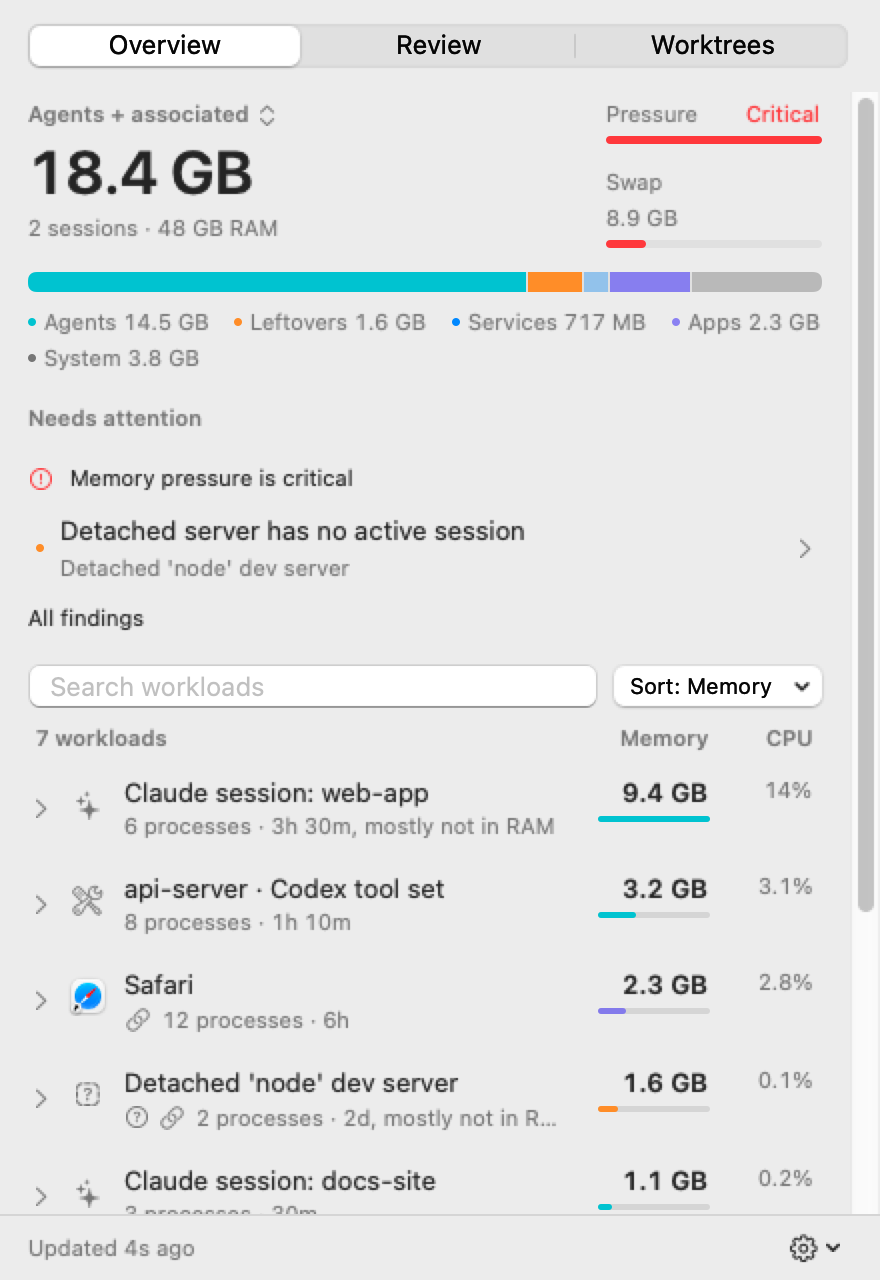 Overview Review Worktrees
Agents + associated
Pressure Critical
18.4 GB
Swap
8.9 GB
2 sessions · 48 GB RAM
Agents 14.5 GB Leftovers 1.6 GB Services 717 MB Apps 2.3 GB
System 3.8 GB
Needs attention
Memory pressure is critical
Detached server has no active session
Detached 'node' dev server
All findings
Search workloads Sort: Memory
7 workloads Memory CPU
Claude session: web-app 9.4 GB 14%
6 processes · 3h 30m, mostly not in RAM
api-server · Codex tool set 3.2 GB 3.1%
8 processes · 1h 10m
Safari 2.3 GB 2.8%
12 processes · 6h
Detached 'node' dev server 1.6 GB 0.1%
2 processes · 2d, mostly not in R…
Claude session: docs-site 1.1 GB 0.2%
3 processes · 30m
Updated 4s ago